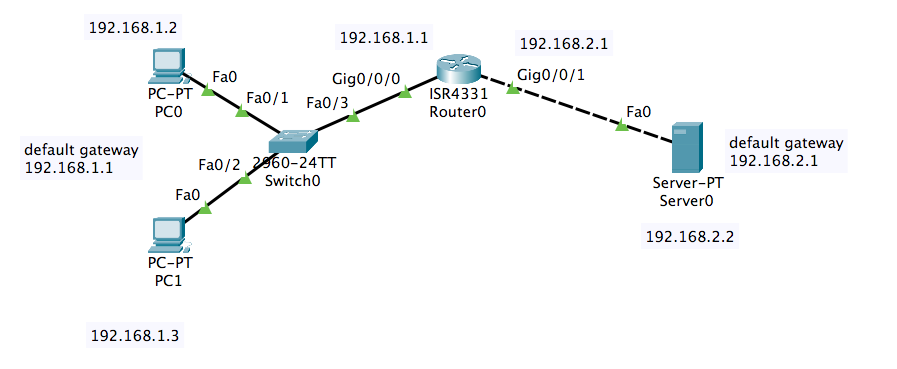 192.168.1.2
Fa0
PC-PT
PC0
Fa0/1
default gateway
192.168.1.1
Fa0/2
Fa0
PC-PT
PC1
192.168.1.3
2960-24TT
Switch0
Fa0/3
Gig0/0/0
192.168.1.1
ISR4331
Router0
192.168.2.1
Gig0/0/1
Fa0
Server-PT
Server0
default gateway
192.168.2.1
192.168.2.2